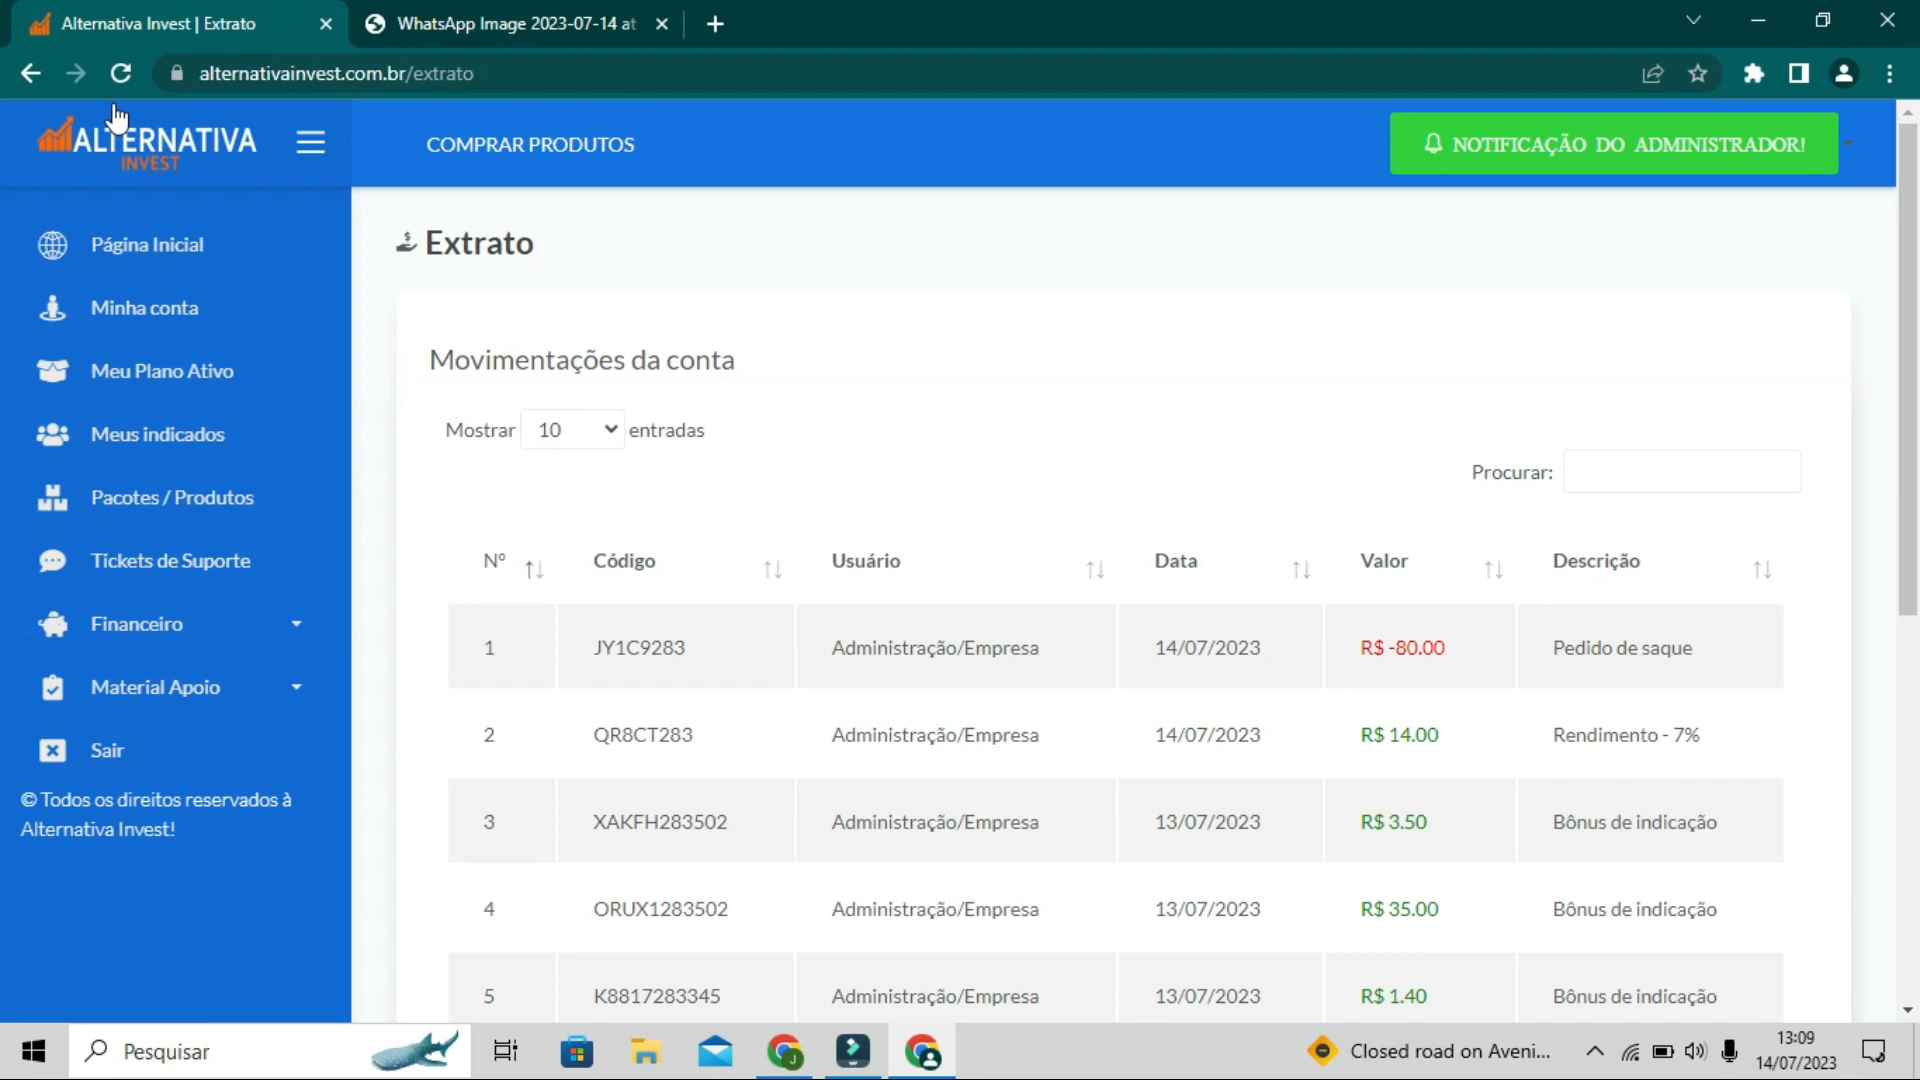 Alternativa Invest | Extrato
WhatsApp Image 2023-07-14 at
alternativainvest.com.br/extrato
ALTERNATIVA
INVEST
COMPRAR PRODUTOS
NOTIFICAÇÃO DO ADMINISTRADOR!
Página Inicial
Minha conta
Meu Plano Ativo
Meus indicados
Pacotes / Produtos
Tickets de Suporte
Financeiro
Material Apoio
Sair
© Todos os direitos reservados à
Alternativa Invest!
Extrato
Movimentações da conta
Mostrar 10 entradas
Procurar:
Nº Código Usuário Data Valor Descrição
1 JY1C9283 Administração/Empresa 14/07/2023 R$ -80.00 Pedido de saque
2 QR8CT283 Administração/Empresa 14/07/2023 R$ 14.00 Rendimento - 7%
3 XAKFH283502 Administração/Empresa 13/07/2023 R$ 3.50 Bônus de indicação
4 ORUX1283502 Administração/Empresa 13/07/2023 R$ 35.00 Bônus de indicação
5 K8817283345 Administração/Empresa 13/07/2023 R$ 1.40 Bônus de indicação
Pesquisar
J
Closed road on Aveni...
13:09
14/07/2023